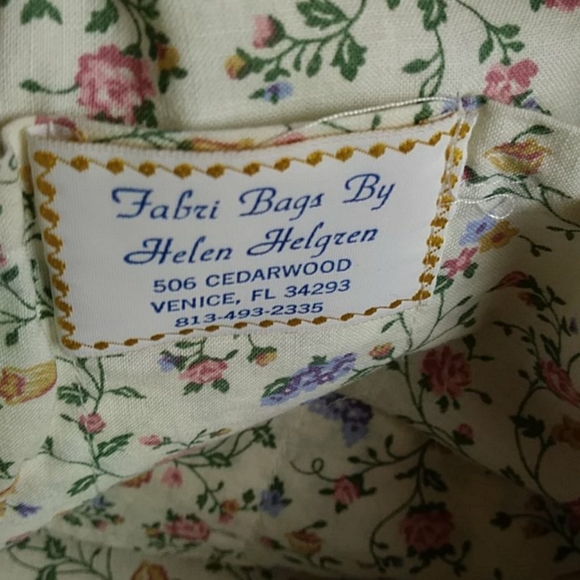 Fabri Bags By
Helen Helgren
506 CEDARWOOD
VENICE, FL 34293
813-493-2335